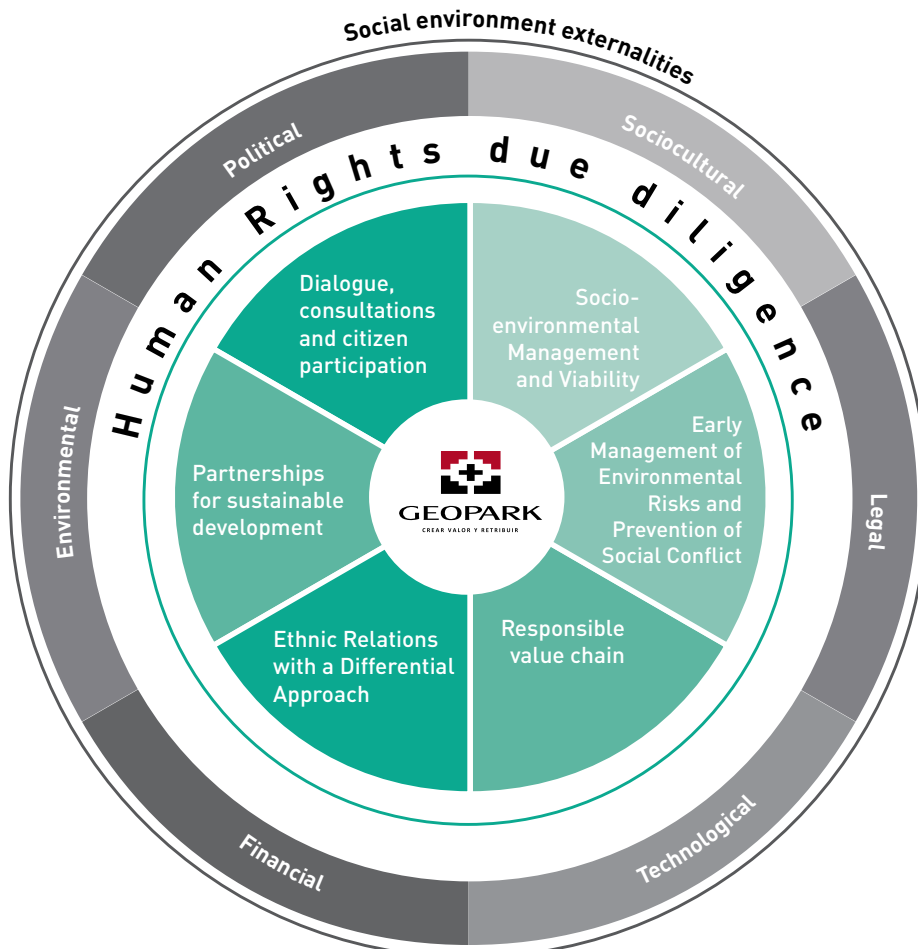 Social environment externalities
Political
Sociocultural
Human Rights due diligence
Dialogue,
consultations
and citizen
participation
Socio-
environmental
Management
and Viability
Early
Management of
Environmental
Risks and
Prevention of
Social Conflict
Partnerships
for sustainable
development
GEOPARK
CREAR VALOR Y RETRIBUIR
Environmental
Legal
Ethnic Relations
with a Differential
Approach
Responsible
value chain
Financial
Technological